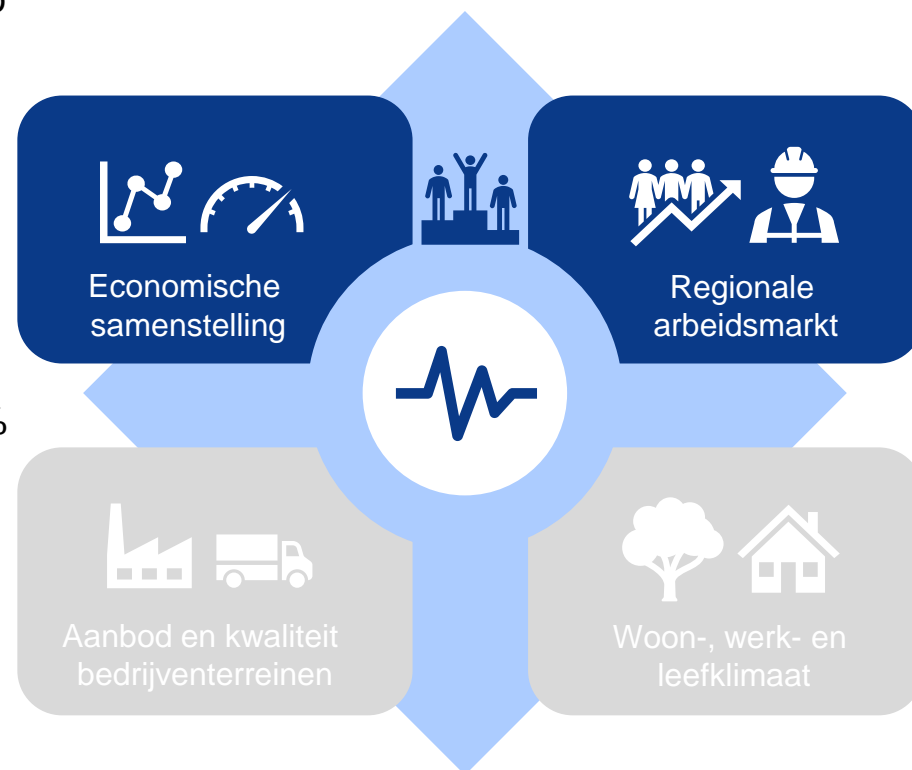 Economische
samenstelling
Regionale
arbeidsmarkt
%
Aanbod en kwaliteit
bedrijventerreinen
Woon-, werk- en
leefklimaat